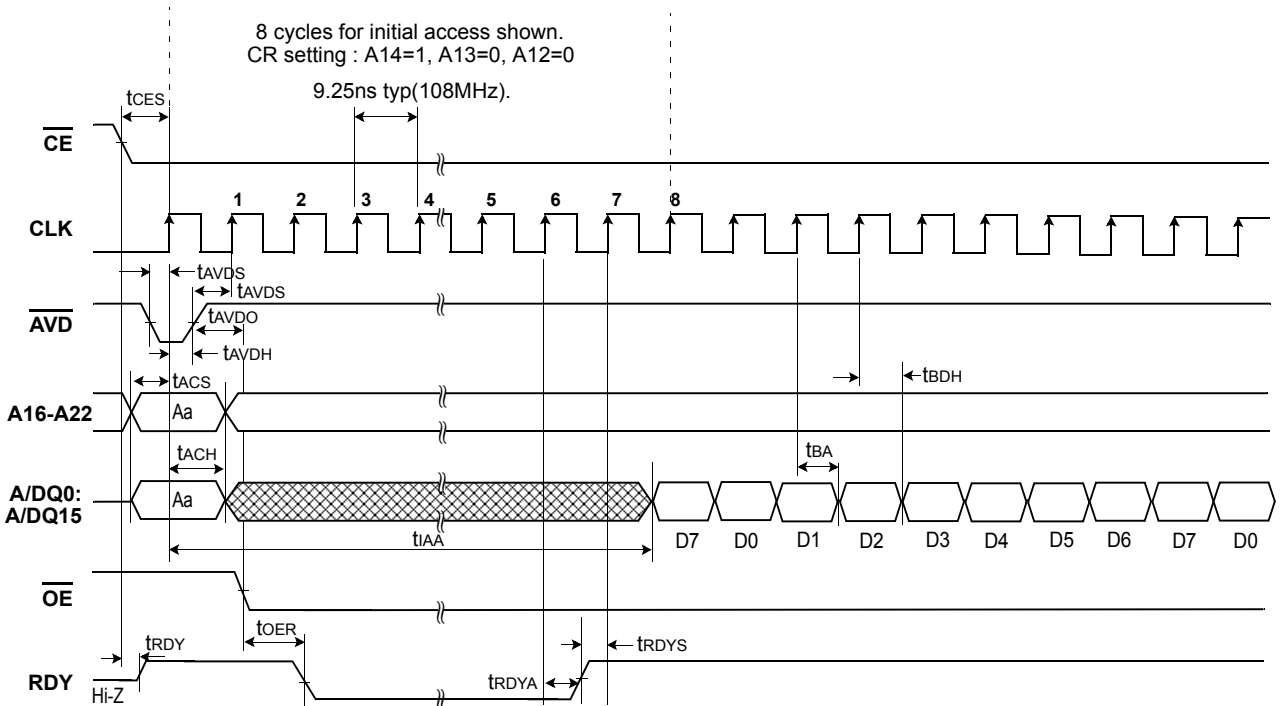 8 cycles for initial access shown.
CR setting : A14=1, A13=0, A12=0
9.25ns typ(108MHz).
tCES
CE
1 2 3 4 5 6 7 8
CLK
tAVDS
tAVDS
AVD
tAVDO
tAVDH
tACS
tBDH
A16-A22
Aa
tACH
tBA
A/DQ0:
A/DQ15
Aa
tIAA
D7 D0 D1 D2 D3 D4 D5 D6 D7 D0
OE
tOER
tRDY
tRDYS
RDY
Hi-Z
tRDYA